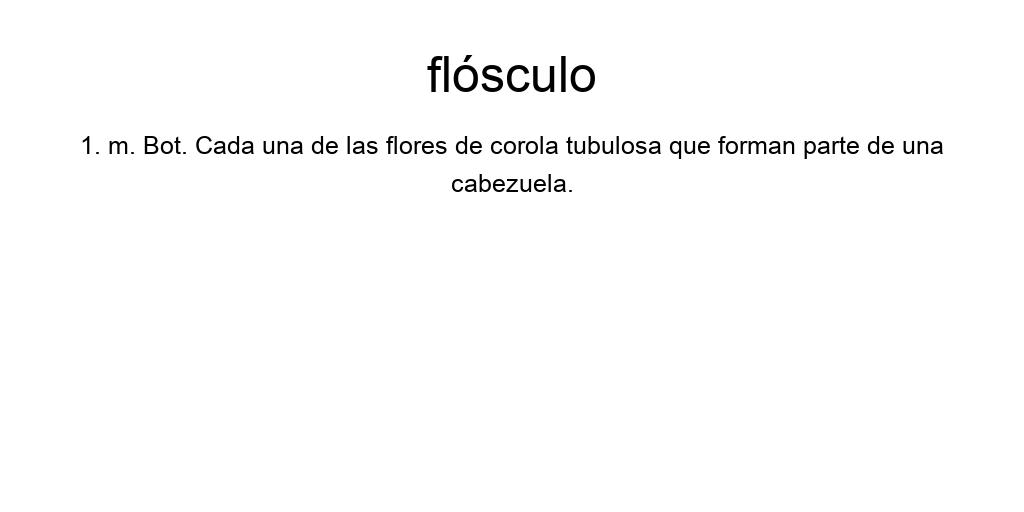 flósculo
1. m. Bot. Cada una de las flores de corola tubulosa que forman parte de una
cabezuela.